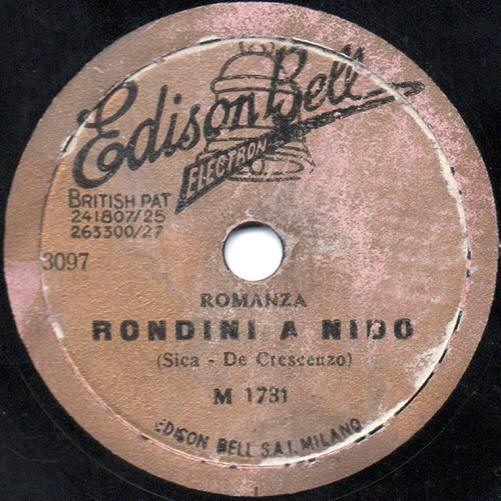 Edison Bell
ELECTRON
BRITISH PAT
241807/25
263300/27
3097
ROMANZA
RONDINI A NIDO
(Sica - De Crescenzo)
M 1731
EDISON BELL S.A.I. MILANO